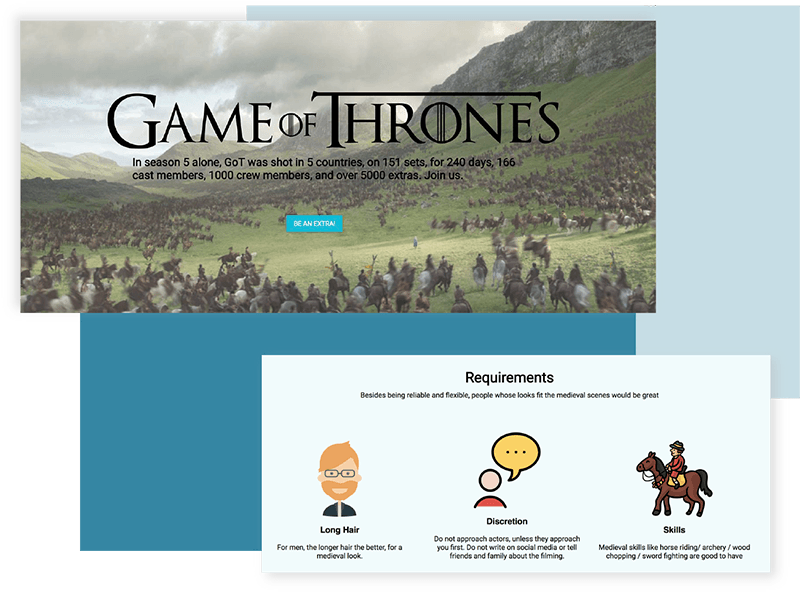 GAME OF THRONES
In season 5 alone, GoT was shot in 5 countries, on 151 sets, for 240 days, 166
cast members, 1000 crew members, and over 5000 extras. Join us.
BE AN EXTRA!
Requirements
Besides being reliable and flexible, people whose looks fit the medieval scenes would be great
Long Hair
For men, the longer hair the better, for a
medieval look.
Discretion
Do not approach actors, unless they approach
you first. Do not write on social media or tell
friends and family about the filming.
Skills
Medieval skills like horse riding/ archery / wood
chopping / sword fighting are good to have